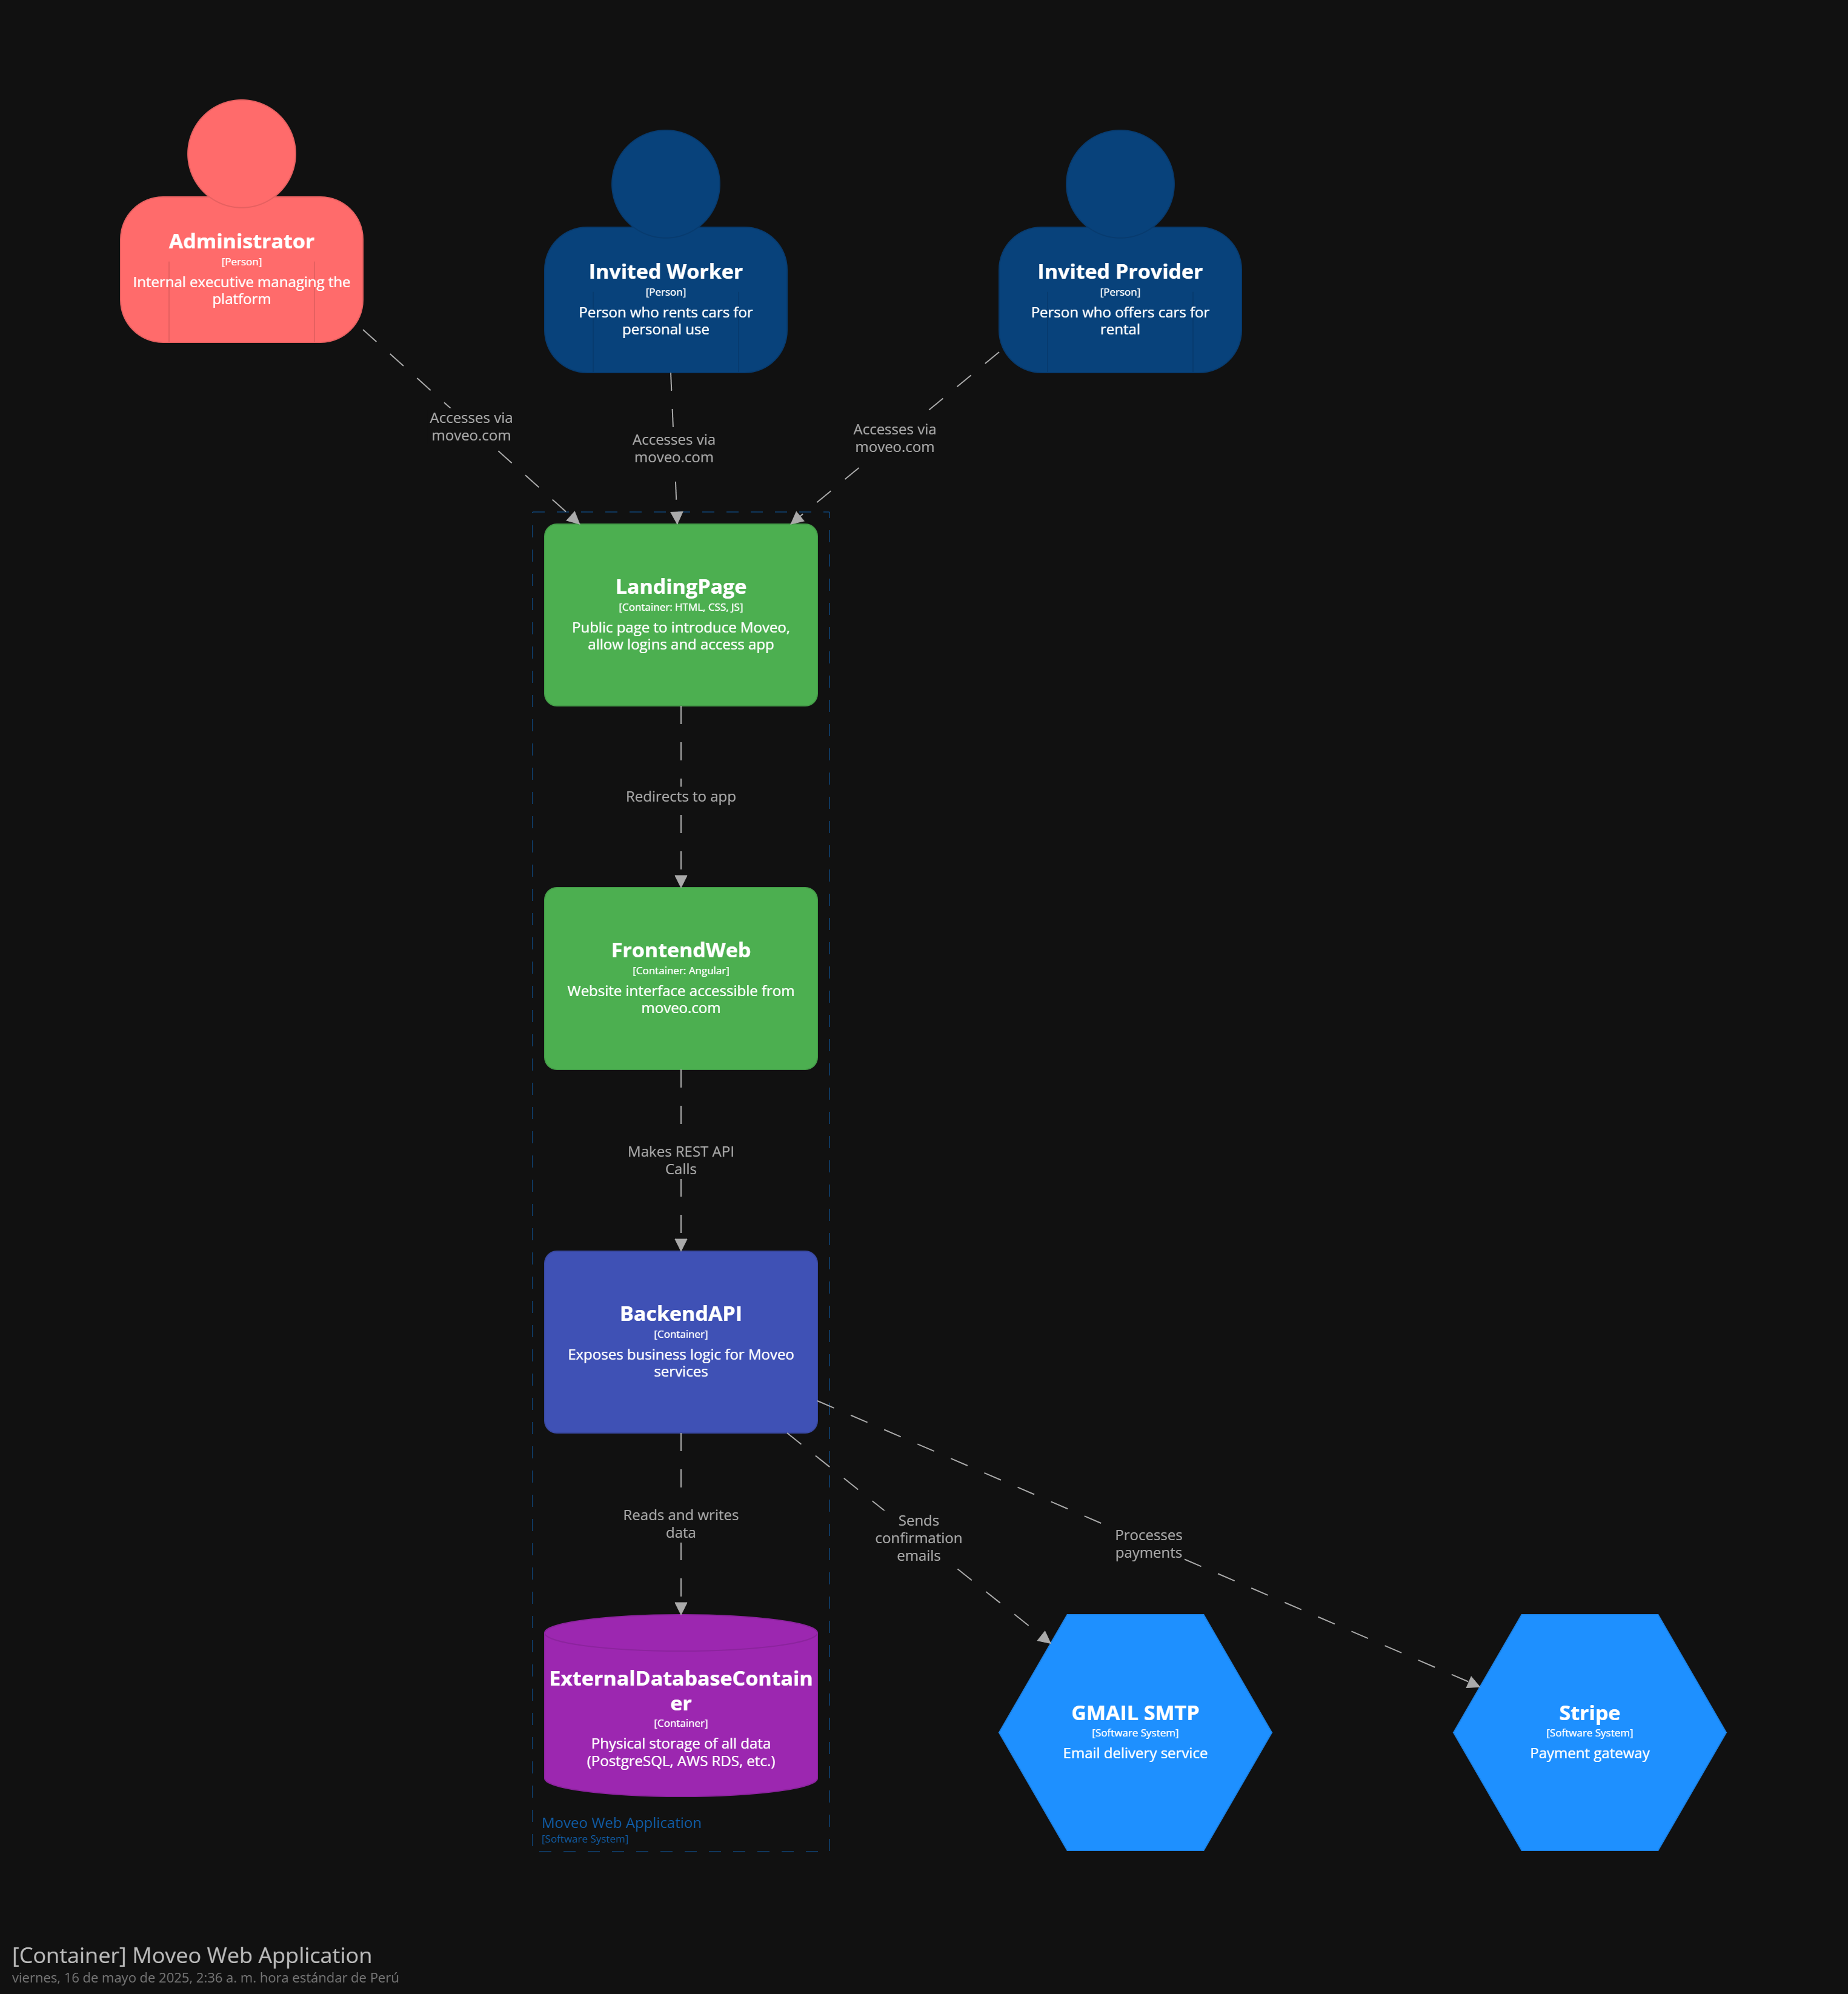 Administrator
[Person]
Internal executive managing the
platform
Invited Worker
[Person]
Person who rents cars for
personal use
Invited Provider
[Person]
Person who offers cars for
rental
Accesses via
moveo.com
Accesses via
moveo.com
Accesses via
moveo.com
LandingPage
[Container: HTML, CSS, JS]
Public page to introduce Moveo,
allow logins and access app
Redirects to app
FrontendWeb
[Container: Angular]
Website interface accessible from
moveo.com
Makes REST API
Calls
BackendAPI
[Container]
Exposes business logic for Moveo
services
Reads and writes
data
Sends
confirmation
emails
Processes
payments
ExternalDatabaseContain
er
[Container]
Physical storage of all data
(PostgreSQL, AWS RDS, etc.)
GMAIL SMTP
[Software System]
Email delivery service
Stripe
[Software System]
Payment gateway
Moveo Web Application
[Software System]
[Container] Moveo Web Application
viernes, 16 de mayo de 2025, 2:36 a. m. hora estándar de Perú